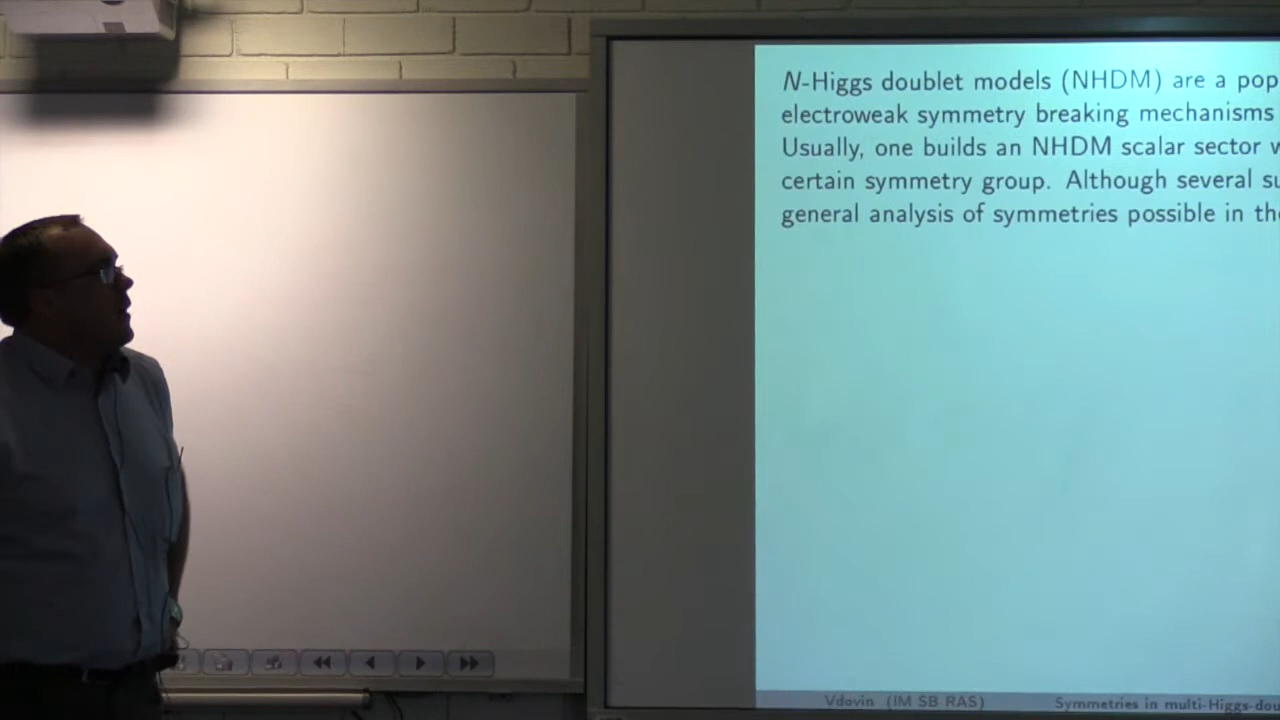 N-Higgs doublet models (NHDM) are a pop
electroweak symmetry breaking mechanisms
Usually, one builds an NHDM scalar sector w
certain symmetry group. Although several su
general analysis of symmetries possible in the
Vdovin (IM SB RAS)
Symmetries in multi-Higgs-dou